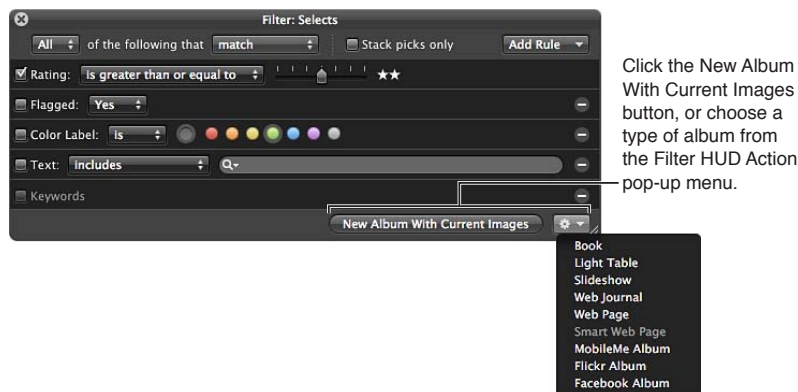 Filter: Selects
All of the following that match Stack picks only Add Rule
Rating: is greater than or equal to
Flagged: Yes
Color Label: is
Text: includes
Keywords
New Album With Current Images
Book
Light Table
Slideshow
Web Journal
Web Page
Smart Web Page
MobileMe Album
Flickr Album
Facebook Album
Click the New Album
With Current Images
button, or choose a
type of album from
the Filter HUD Action
pop-up menu.